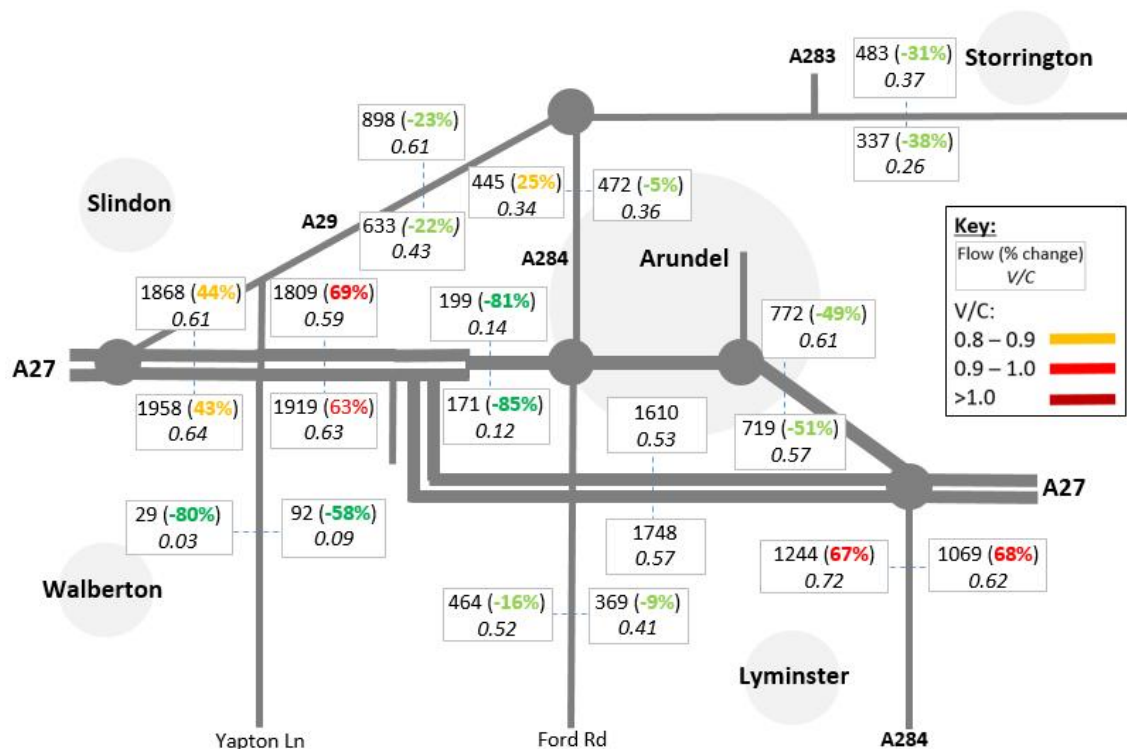 A283
483 (-31%)
0.37
Storrington
898 (-23%)
0.61
337 (-38%)
0.26
Slindon
445 (25%)
0.34
472 (-5%)
0.36
A29
633 (-22%)
0.43
A284
Arundel
Key:
Flow (% change)
V/C
V/C:
0.8 – 0.9
0.9 – 1.0
>1.0
1868 (44%)
0.61
1809 (69%)
0.59
199 (-81%)
0.14
772 (-49%)
0.61
A27
1958 (43%)
0.64
1919 (63%)
0.63
171 (-85%)
0.12
1610
0.53
719 (-51%)
0.57
A27
29 (-80%)
0.03
92 (-58%)
0.09
1748
0.57
1244 (67%)
0.72
1069 (68%)
0.62
Walberton
464 (-16%)
0.52
369 (-9%)
0.41
Lyminster
Yapton Ln
Ford Rd
A284